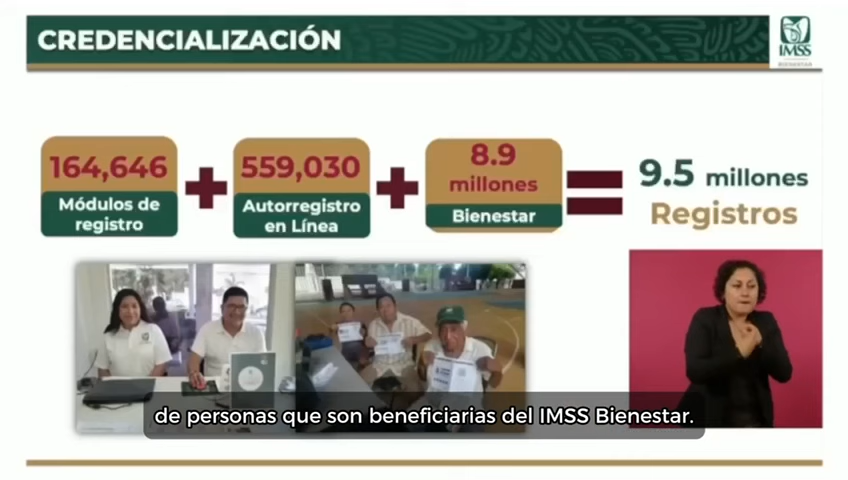 CREDENCIALIZACIÓN
IMSS
BIENESTAR
164,646
Módulos de
registro
+
559,030
Autorregistro
en Línea
+
8.9
millones
Bienestar
=
9.5 millones
Registros
de personas que son beneficiarias del IMSS Bienestar.